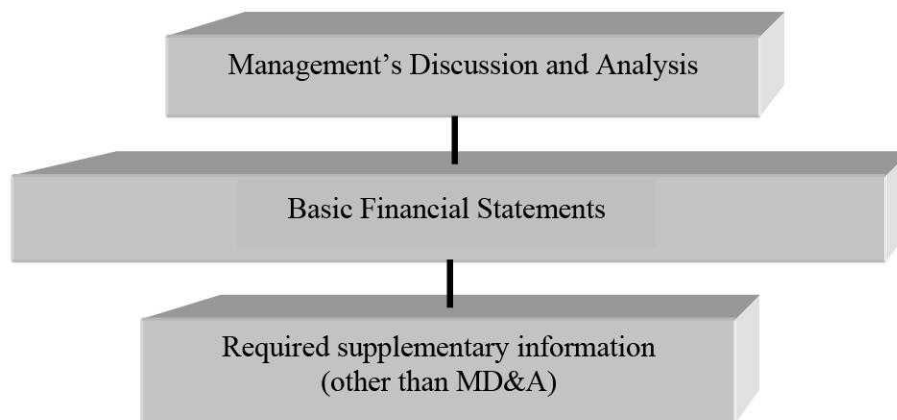 Management’s Discussion and Analysis
Basic Financial Statements
Required supplementary information
(other than MD&A)